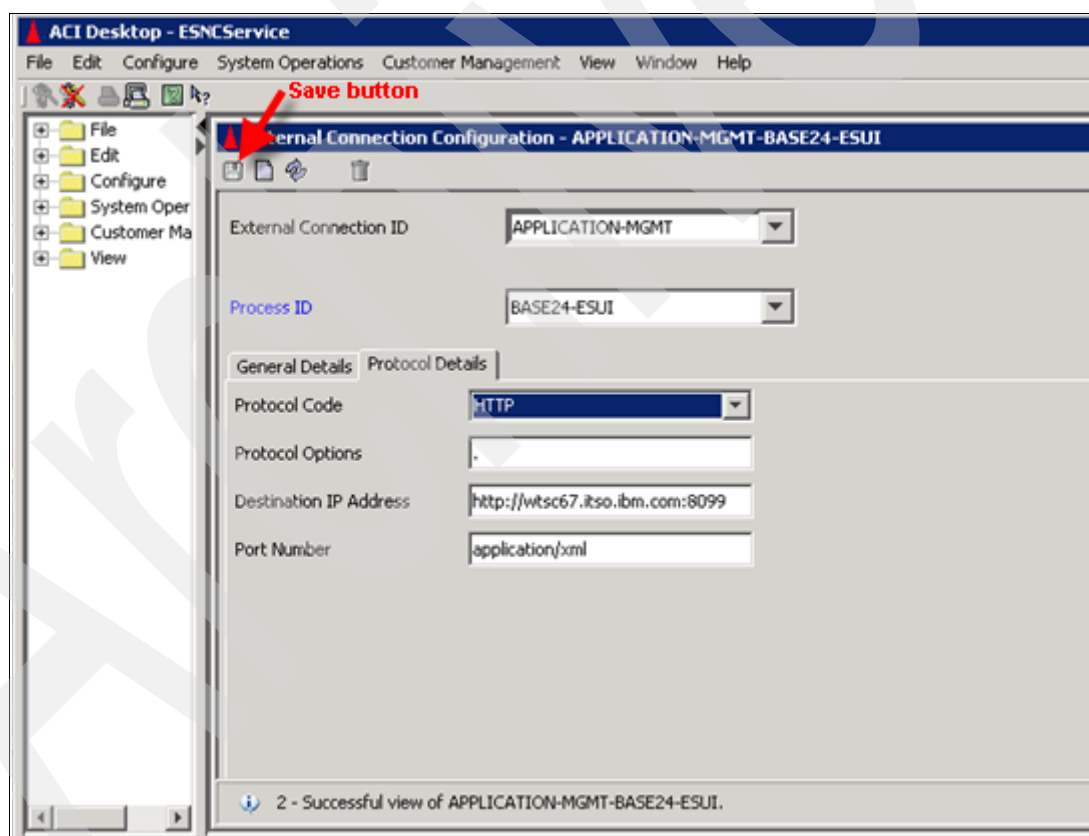 ACI Desktop - ESNCService
File Edit Configure System Operations Customer Management View Window Help
Save button
File
Edit
Configure
System Oper
Customer Ma
View
ternal Connection Configuration - APPLICATION-MGMT-BASE24-ESUI
External Connection ID APPLICATION-MGMT
Process ID BASE24-ESUI
General Details Protocol Details
Protocol Code HTTP
Protocol Options .
Destination IP Address http://wtsc67.itso.ibm.com:8099
Port Number application/xml
2 - Successful view of APPLICATION-MGMT-BASE24-ESUI.